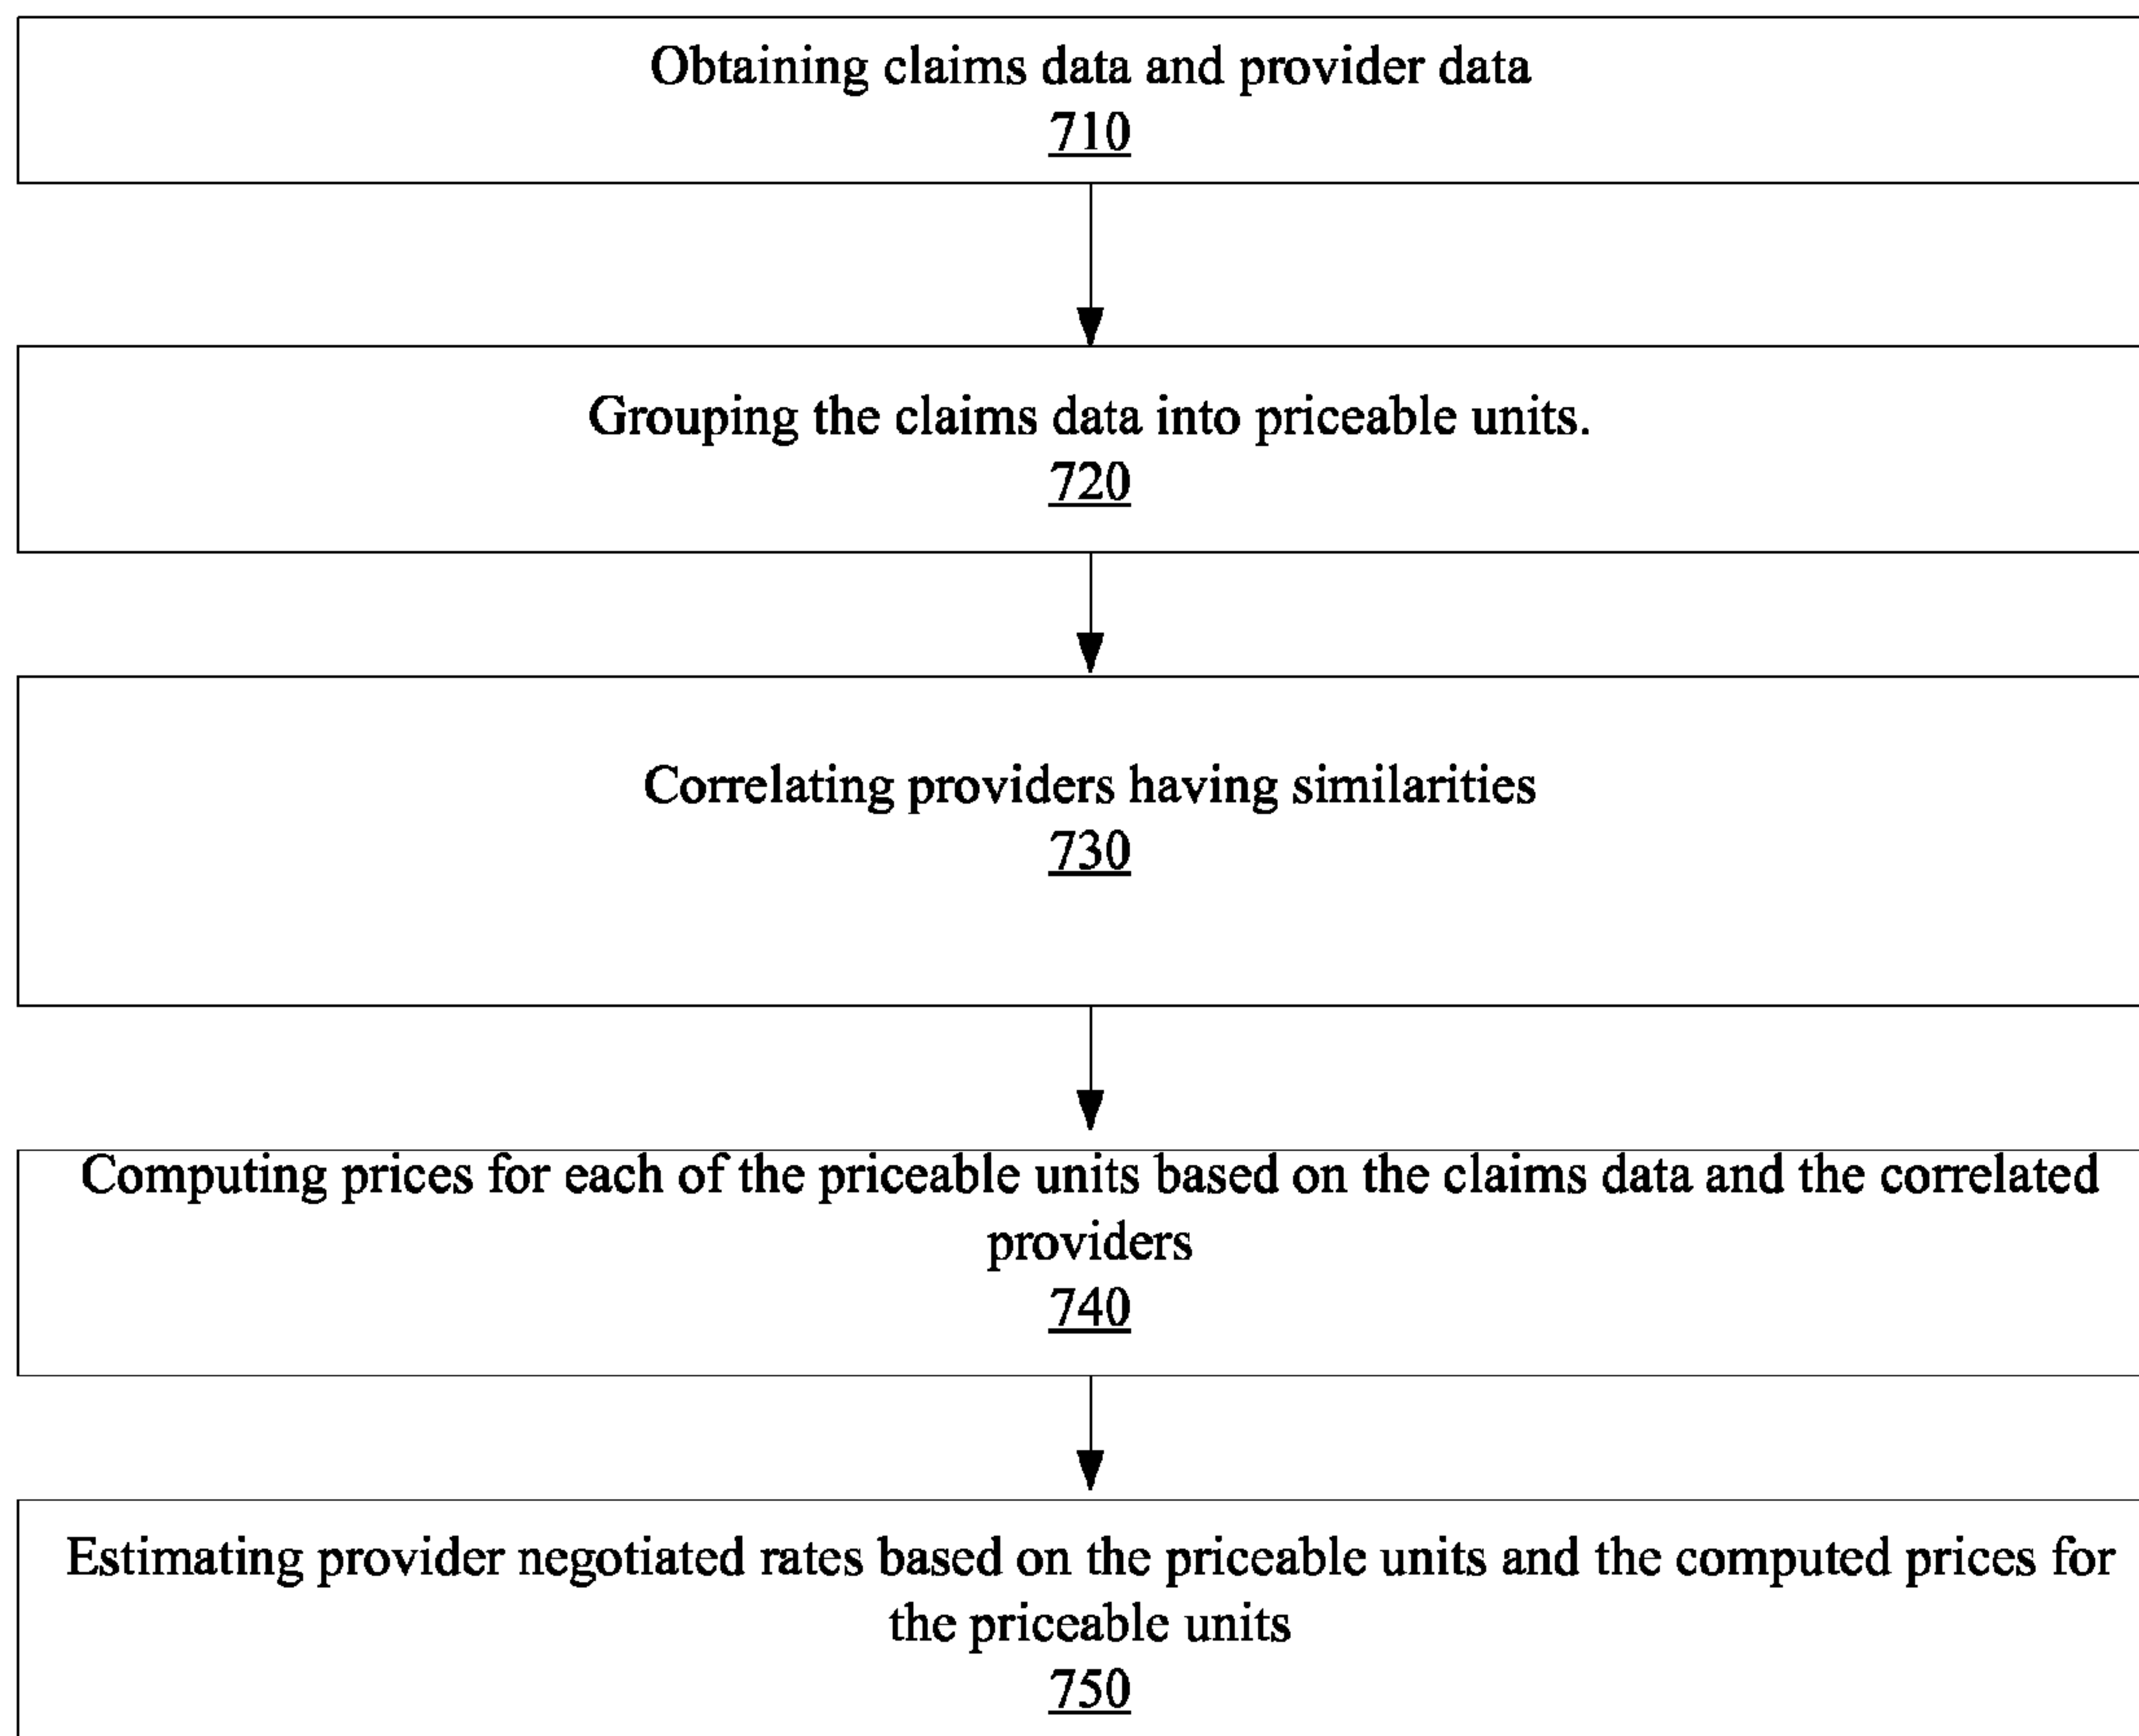 Obtaining claims data and provider data
710
Grouping the claims data into priceable units.
720
Correlating providers having similarities
730
Computing prices for each of the priceable units based on the claims data and the correlated
providers
740
Estimating provider negotiated rates based on the priceable units and the computed prices for
the priceable units
750